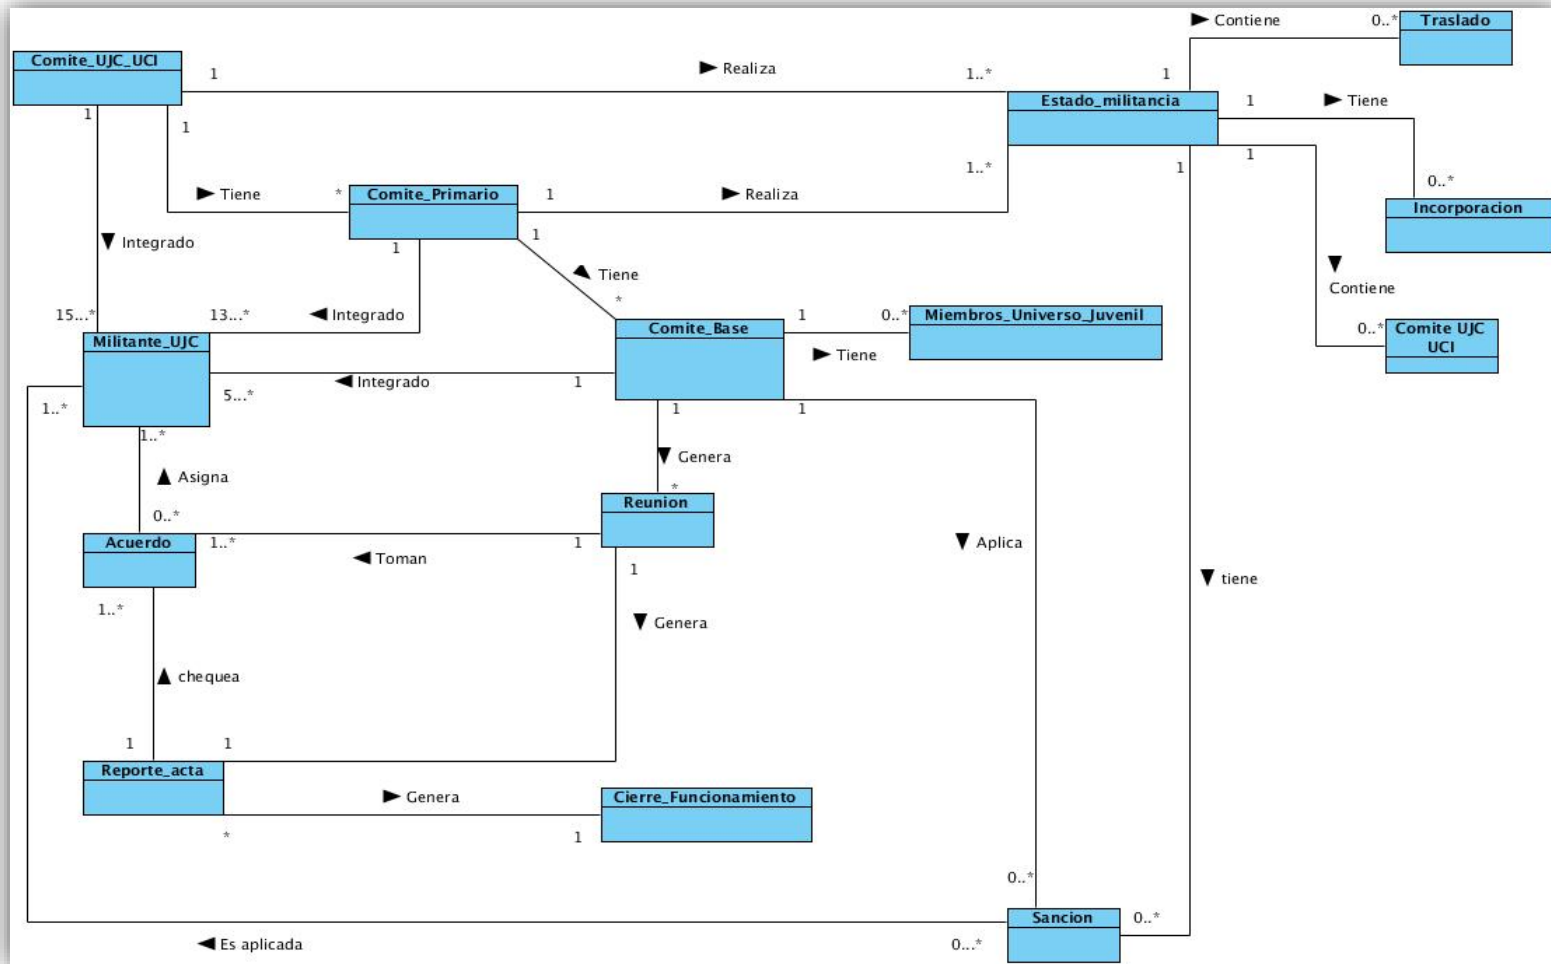 Contiene
0..*
Traslado
Comite_UJC_UCI
1
Realiza
1..*
1
Estado_militancia
1
Tiene
1
1
1..*
1
1
Tiene
*
Comite_Primario
1
Realiza
0..*
Incorporacion
Integrado
1
1
Tiene
Contiene
15...*
13...*
Integrado
*
Militante_UJC
Comite_Base
1
0..*
Miembros_Universo_Juvenil
Tiene
0..*
Comite UJC
UCI
Integrado
1
5...*
1..*
1
1
1..*
Genera
Asigna
*
Reunion
0..*
Acuerdo
1..*
Toman
1
Aplica
1
tiene
1..*
Genera
chequea
1
1
Reporte_acta
Genera
Cierre_Funcionamiento
*
1
0..*
Sancion
0..*
Es aplicada
0...*